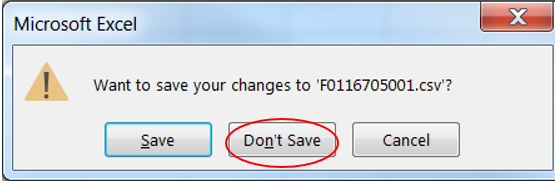 Microsoft Excel
Want to save your changes to 'F0116705001.csv'?
Save Don't Save Cancel